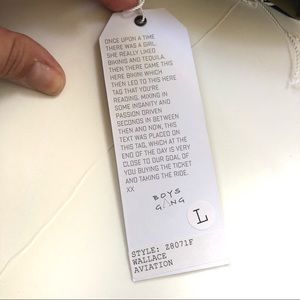 ONCE UPON A TIME
THERE WAS A GIRL,
SHE REALLY LIKED
BIKINIS AND TEQUILA.
THEN THERE CAME THIS
HERE BIKINI WHICH
THEN LED TO THIS HERE
TAG THAT YOU'RE
READING. MIXING IN
SOME INSANITY AND
PASSION DRIVEN
SECONDS IN BETWEEN
THEN AND NOW, THIS
TEXT WAS PLACED ON
THIS TAG, WHICH AT THE
END OF THE DAY IS VERY
CLOSE TO OUR GOAL OF
YOU BUYING THE TICKET
AND TAKING THE RIDE.
XX
BOYS
GANG
L
STYLE: Z8071F
WALLACE
AVIATION